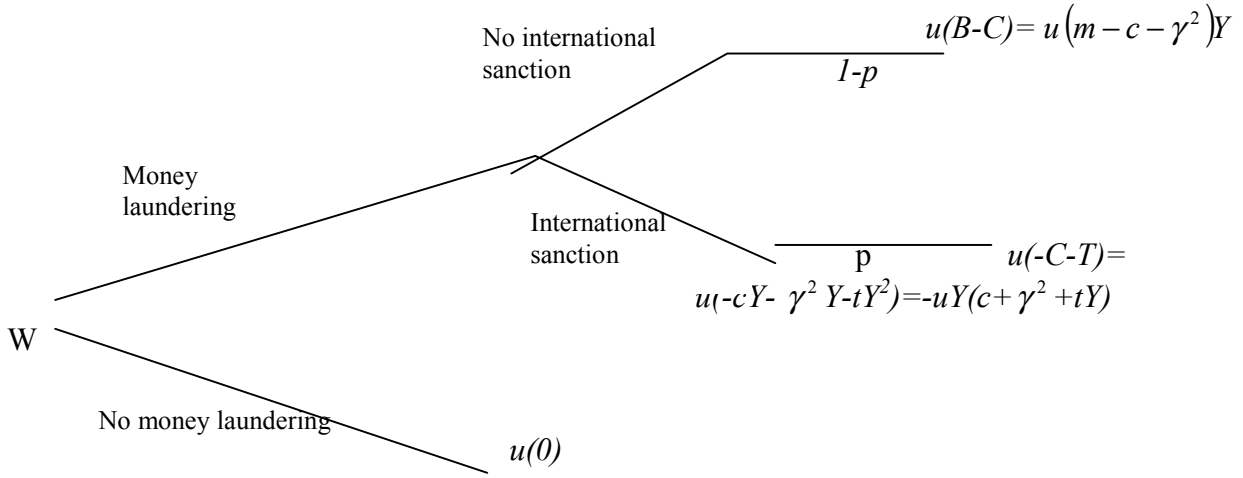 u(B-C)= u(m – c – γ²)Y
No international
sanction
1-p
Money
laundering
International
sanction
p
u(-C-T)=
u(-cY- γ² Y-tY²)=-uY(c+ γ² +tY)
W
No money laundering
u(0)